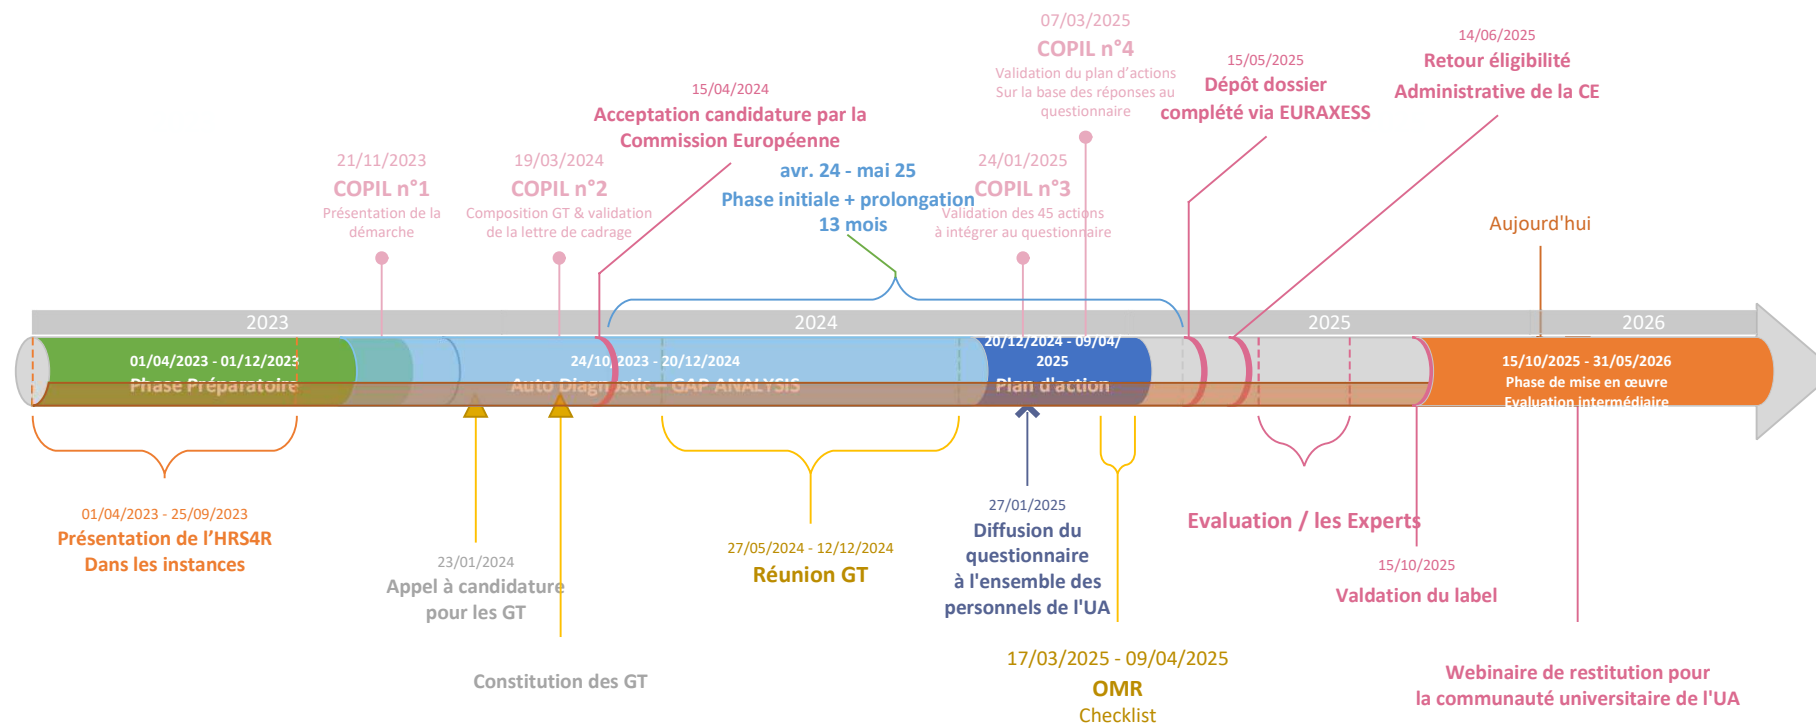 07/03/2025
COPIL n°4
Validation du plan d'actions
Sur la base des réponses au
questionnaire
14/06/2025
Retour éligibilité
Administrative de la CE
15/05/2025
Dépôt dossier
complété via EURAXESS
15/04/2024
Acceptation candidature par la
Commission Européenne
21/11/2023
COPIL n°1
Présentation de la
démarche
19/03/2024
COPIL n°2
Composition GT & validation
de la lettre de cadrage
avr. 24 - mai 25
Phase initiale + prolongation
13 mois
24/01/2025
COPIL n°3
Validation des 45 actions
à intégrer au questionnaire
Aujourd'hui
2023
2024
2025
2026
01/04/2023 - 01/12/2023
Phase Préparatoire
24/10/2023 - 20/12/2024
Auto Diagnostic – GAP ANALYSIS
20/12/2024 - 09/04/
2025
Plan d'action
15/10/2025 - 31/05/2026
Phase de mise en œuvre
Evaluation intermédiaire
01/04/2023 - 25/09/2023
Présentation de l'HRS4R
Dans les instances
23/01/2024
Appel à candidature
pour les GT
Constitution des GT
27/05/2024 - 12/12/2024
Réunion GT
27/01/2025
Diffusion du
questionnaire
à l'ensemble des
personnels de l'UA
17/03/2025 - 09/04/2025
OMR
Checklist
Evaluation / les Experts
15/10/2025
Valdation du label
Webinaire de restitution pour
la communauté universitaire de l'UA